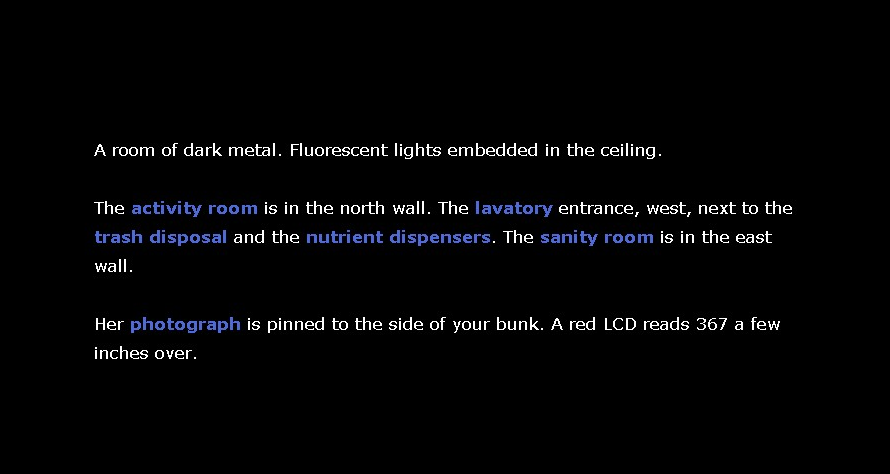 A room of dark metal. Fluorescent lights embedded in the ceiling.
The activity room is in the north wall. The lavatory entrance, west, next to the
trash disposal and the nutrient dispensers. The sanity room is in the east
wall.
Her photograph is pinned to the side of your bunk. A red LCD reads 367 a few
inches over.